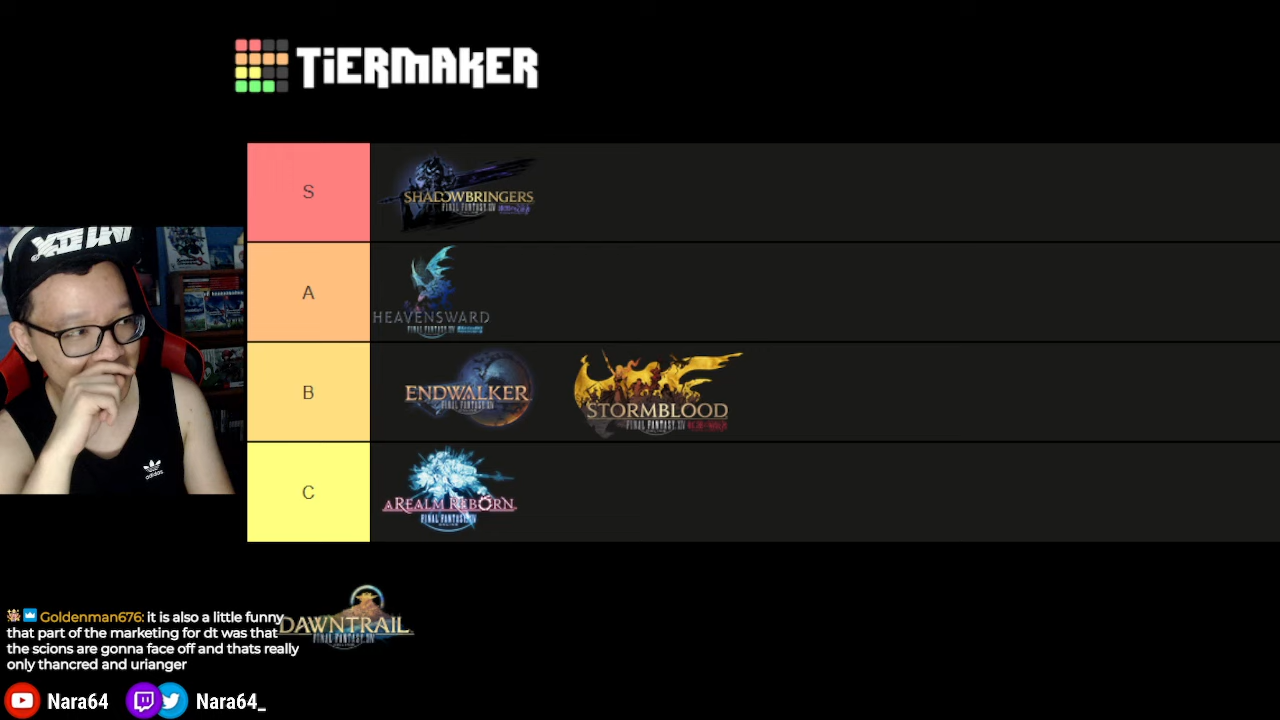 TIERMAKER
S
SHADOWBRINGERS
FINAL FANTASY XIV
A
HEAVENSWARD
FINAL FANTASY XIV
B
ENDWALKER
FINAL FANTASY XIV
STORMBLOOD
FINAL FANTASY XIV
C
A REALM REBORN
FINAL FANTASY XIV
adidas
DAWNTRAIL
FINAL FANTASY XIV
Goldenman676: it is also a little funny
that part of the marketing for dt was that
the scions are gonna face off and thats really
only thancred and urianger
Nara64
Nara64_